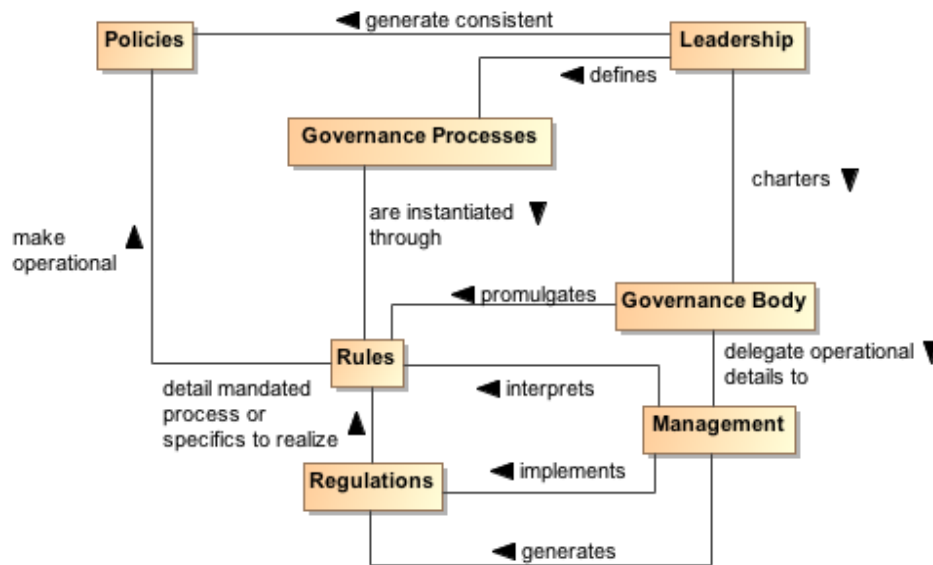 generate consistent
Policies
Leadership
defines
Governance Processes
charters
are instantiated
through
make
operational
promulgates
Governance Body
Rules
delegate operational
details to
detail mandated
process or
specifics to realize
interprets
Management
Regulations
implements
generates